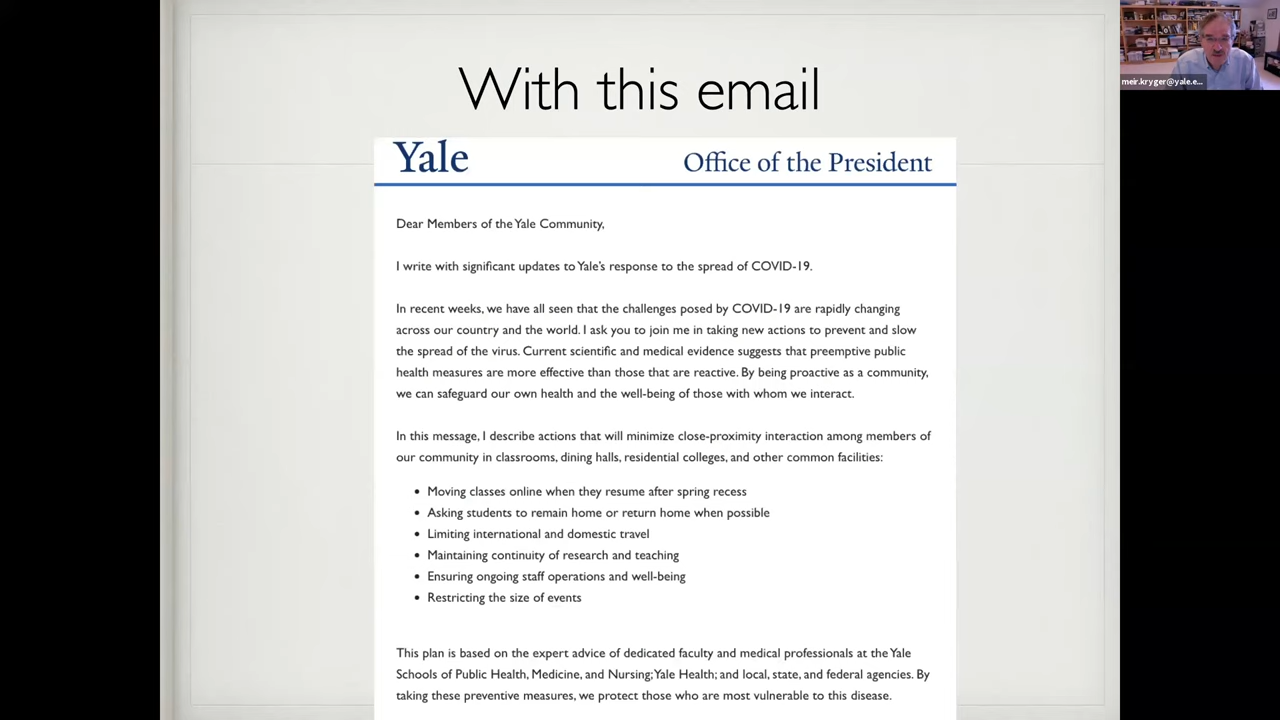 With this email
meir.kryger@yale.e...
Yale Office of the President
Dear Members of the Yale Community,
I write with significant updates to Yale's response to the spread of COVID-19.
In recent weeks, we have all seen that the challenges posed by COVID-19 are rapidly changing
across our country and the world. I ask you to join me in taking new actions to prevent and slow
the spread of the virus. Current scientific and medical evidence suggests that preemptive public
health measures are more effective than those that are reactive. By being proactive as a community,
we can safeguard our own health and the well-being of those with whom we interact.
In this message, I describe actions that will minimize close-proximity interaction among members of
our community in classrooms, dining halls, residential colleges, and other common facilities:
• Moving classes online when they resume after spring recess
• Asking students to remain home or return home when possible
• Limiting international and domestic travel
• Maintaining continuity of research and teaching
• Ensuring ongoing staff operations and well-being
• Restricting the size of events
This plan is based on the expert advice of dedicated faculty and medical professionals at the Yale
Schools of Public Health, Medicine, and Nursing; Yale Health; and local, state, and federal agencies. By
taking these preventive measures, we protect those who are most vulnerable to this disease.